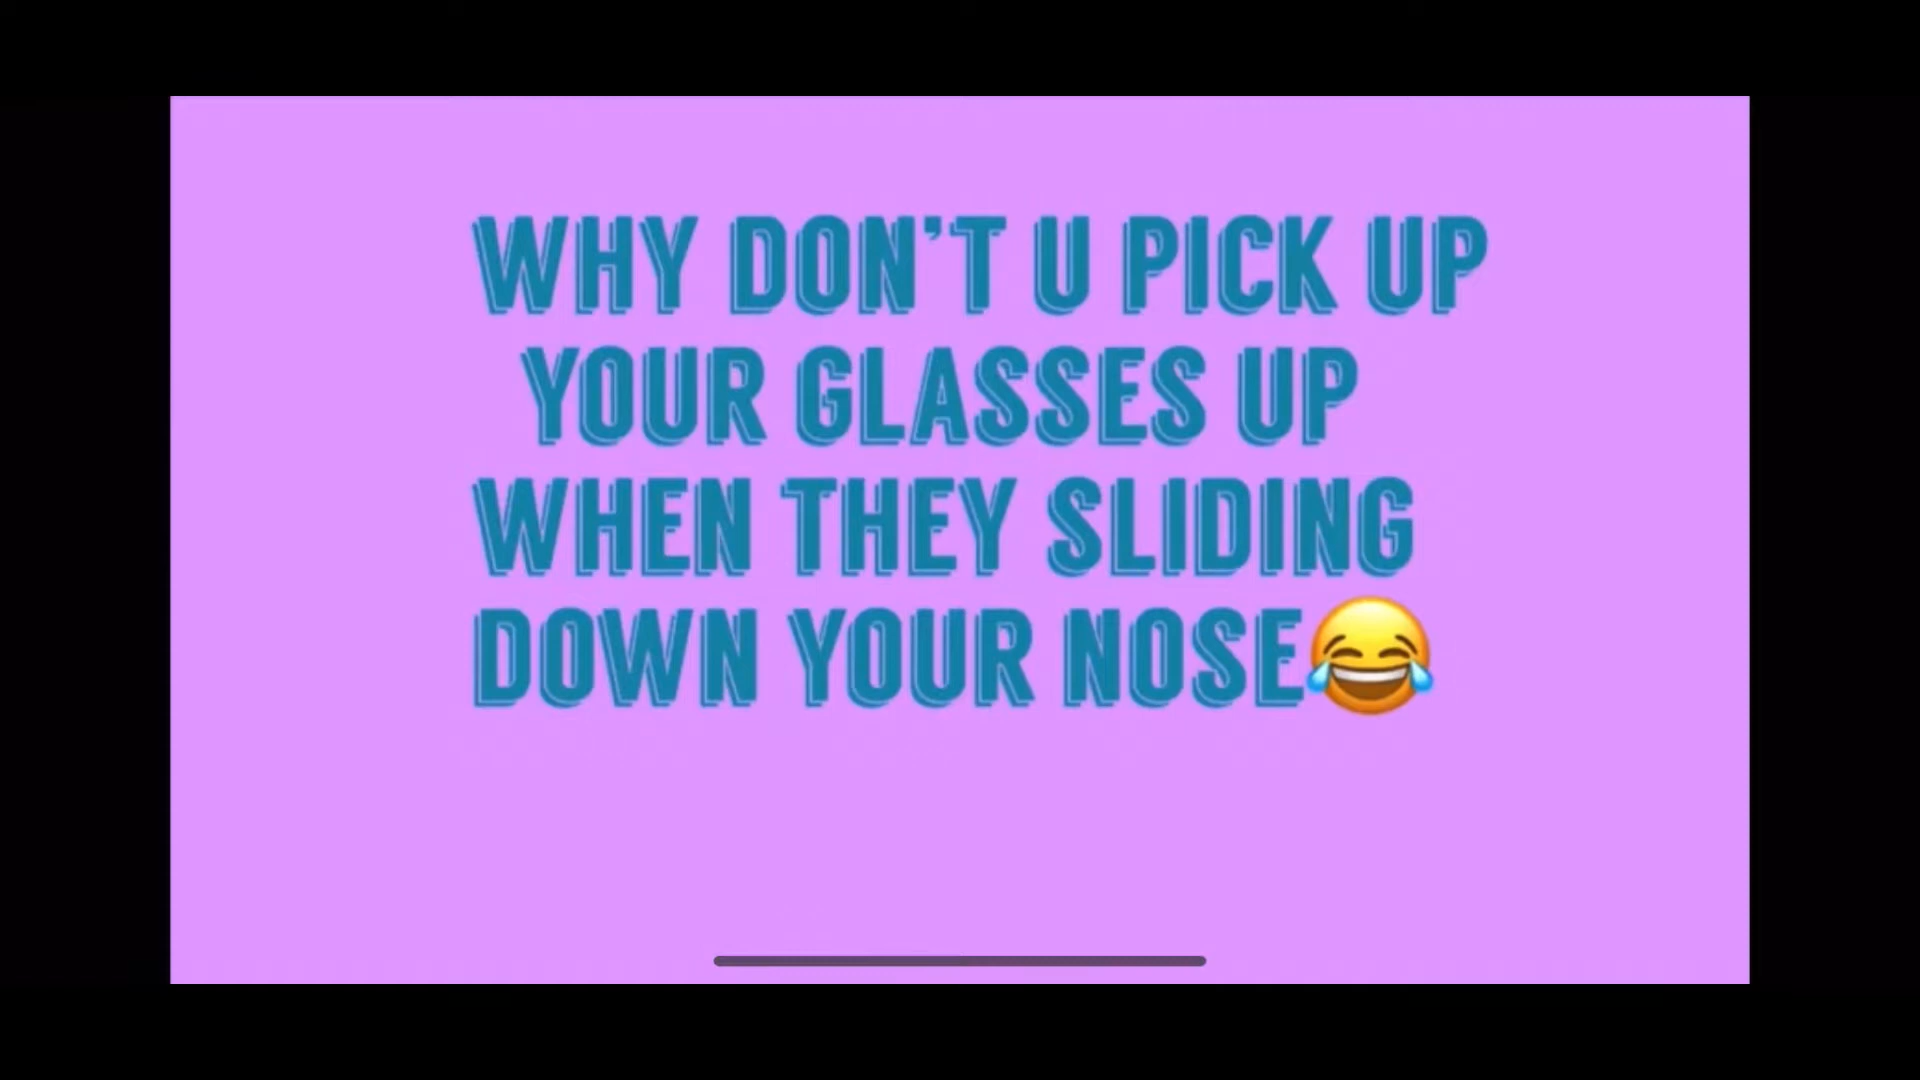 WHY DON'T U PICK UP
YOUR GLASSES UP
WHEN THEY SLIDING
DOWN YOUR NOSE😂